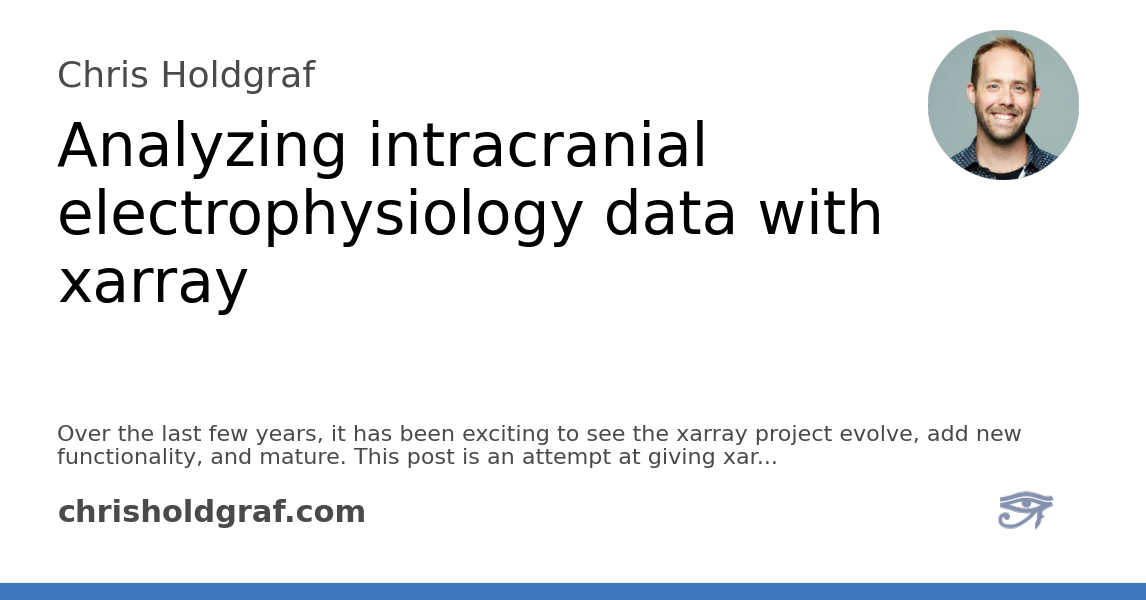 Chris Holdgraf
Analyzing intracranial
electrophysiology data with
xarray
Over the last few years, it has been exciting to see the xarray project evolve, add new
functionality, and mature. This post is an attempt at giving xar...
chrisholdgraf.com